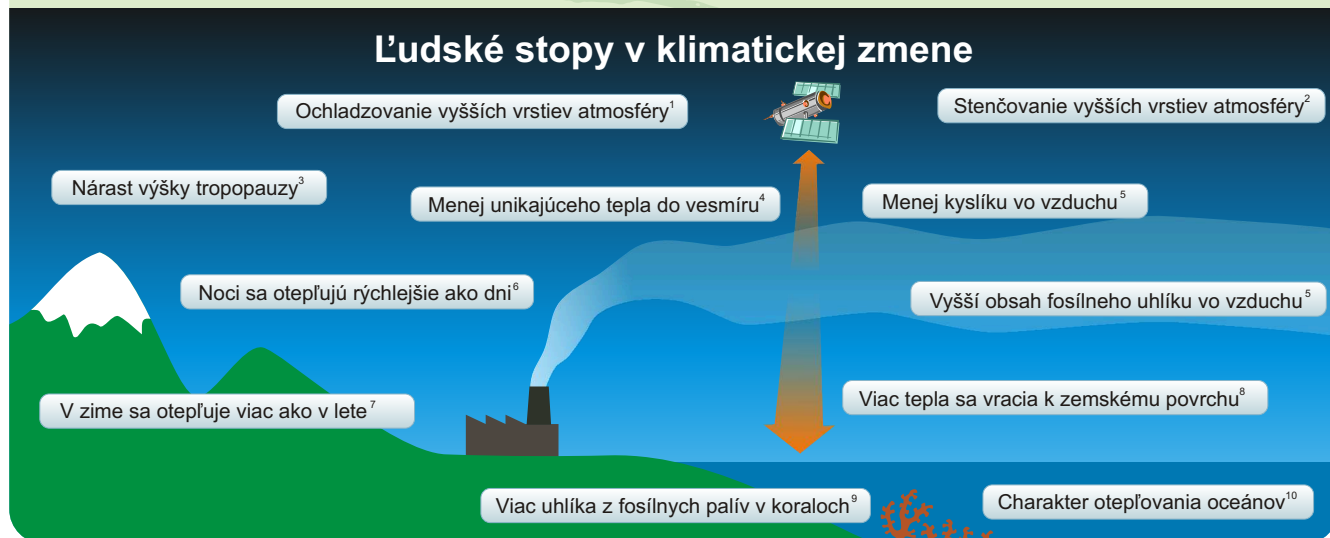 Ľudské stopy v klimatickej zmene
Ochladzovanie vyšších vrstiev atmosféry¹
Stenčovanie vyšších vrstiev atmosféry²
Nárast výšky tropopauzy³
Menej unikajúceho tepla do vesmíru⁴
Menej kyslíku vo vzduchu⁵
Noci sa otepľujú rýchlejšie ako dni⁶
Vyšší obsah fosílneho uhlíku vo vzduchu⁵
V zime sa otepľuje viac ako v lete⁷
Viac tepla sa vracia k zemskému povrchu⁸
Viac uhlíka z fosílnych palív v koraloch⁹
Charakter otepľovania oceánov¹⁰